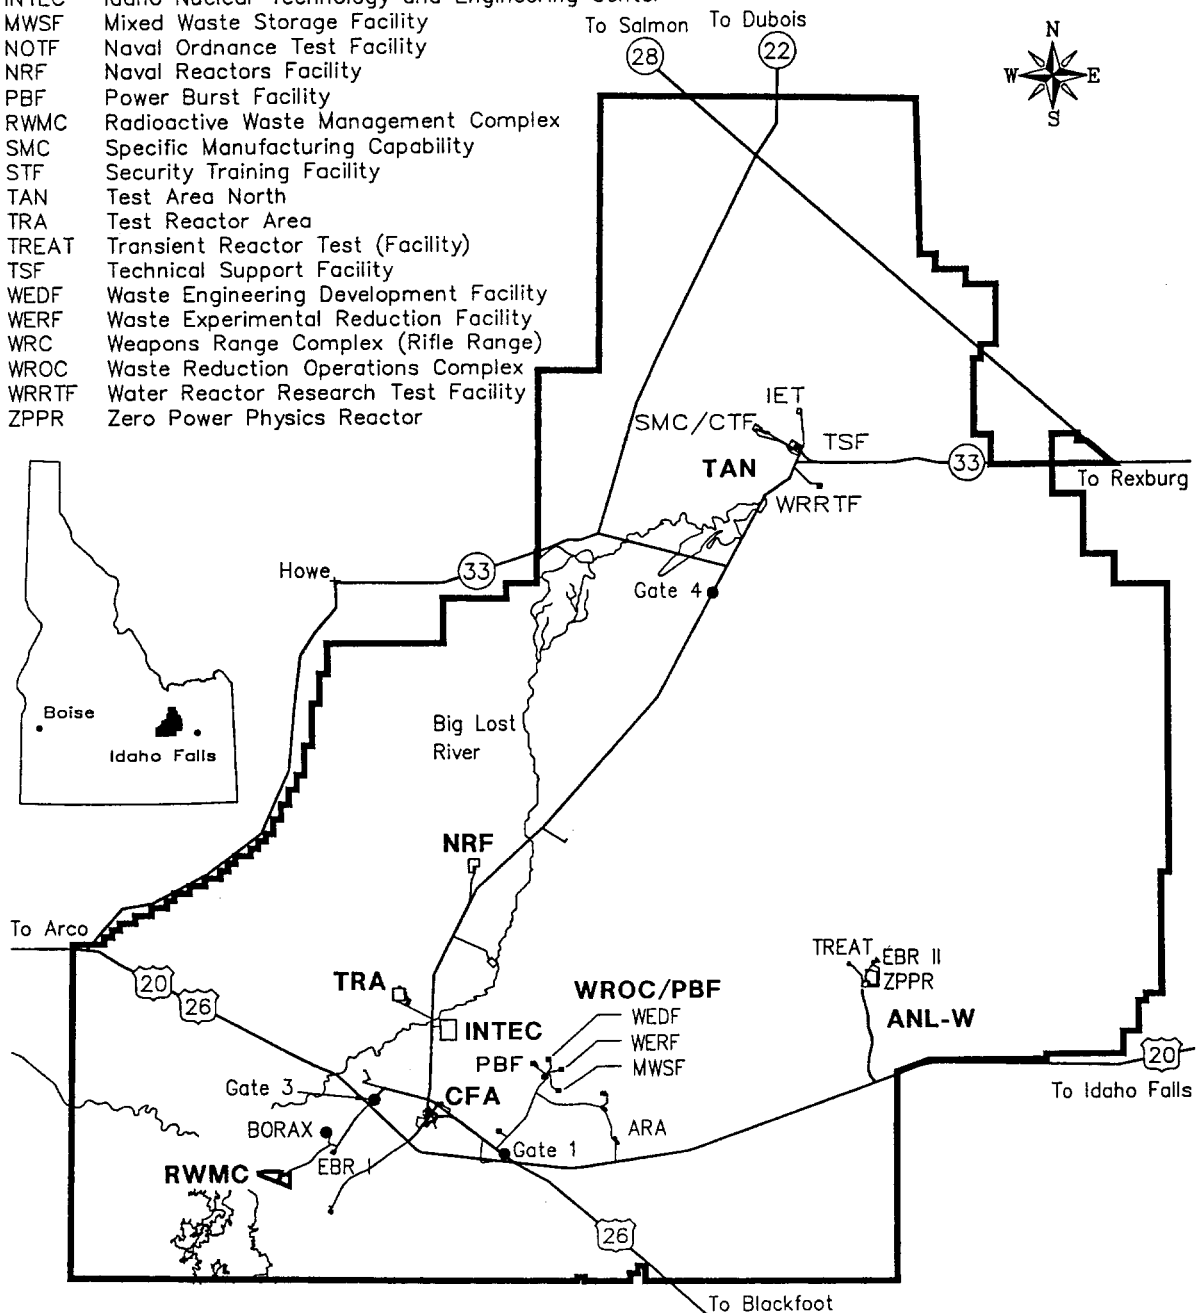 INTEC Idaho Nuclear Technology and Engineering Center
MWSF Mixed Waste Storage Facility
NOTF Naval Ordnance Test Facility
NRF Naval Reactors Facility
PBF Power Burst Facility
RWMC Radioactive Waste Management Complex
SMC Specific Manufacturing Capability
STF Security Training Facility
TAN Test Area North
TRA Test Reactor Area
TREAT Transient Reactor Test (Facility)
TSF Technical Support Facility
WEDF Waste Engineering Development Facility
WERF Waste Experimental Reduction Facility
WRC Weapons Range Complex (Rifle Range)
WROC Waste Reduction Operations Complex
WRRTF Water Reactor Research Test Facility
ZPPR Zero Power Physics Reactor
To Salmon
To Dubois
28
22
N
W E
S
IET
SMC/CTF
TSF
TAN
33
To Rexburg
WRRTF
Howe
33
Gate 4
Boise
Idaho Falls
Big Lost
River
NRF
To Arco
20
26
TRA
INTEC
WROC/PBF
WEDF
WERF
MWSF
PBF
TREAT
EBR II
ZPPR
ANL-W
20
To Idaho Falls
Gate 3
CFA
BORAX
EBR I
ARA
Gate 1
RWMC
26
To Blackfoot